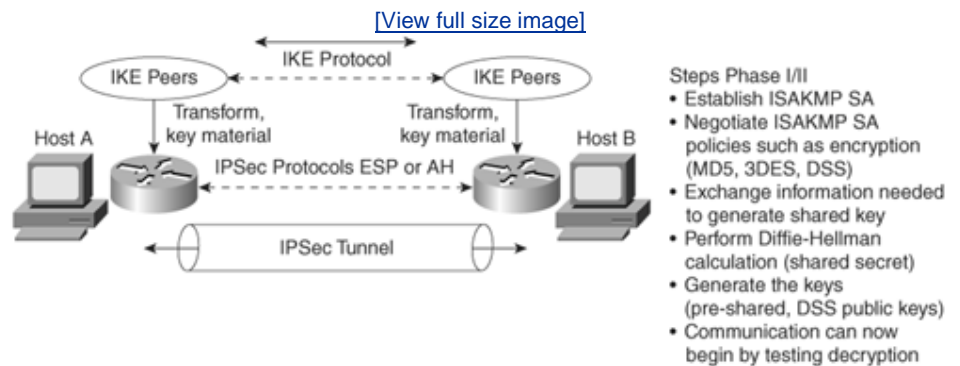 [View full size image]
IKE Protocol
IKE Peers
IKE Peers
Transform,
key material
Transform,
key material
Host A
Host B
IPSec Protocols ESP or AH
IPSec Tunnel
Steps Phase I/II
• Establish ISAKMP SA
• Negotiate ISAKMP SA
policies such as encryption
(MD5, 3DES, DSS)
• Exchange information needed
to generate shared key
• Perform Diffie-Hellman
calculation (shared secret)
• Generate the keys
(pre-shared, DSS public keys)
• Communication can now
begin by testing decryption